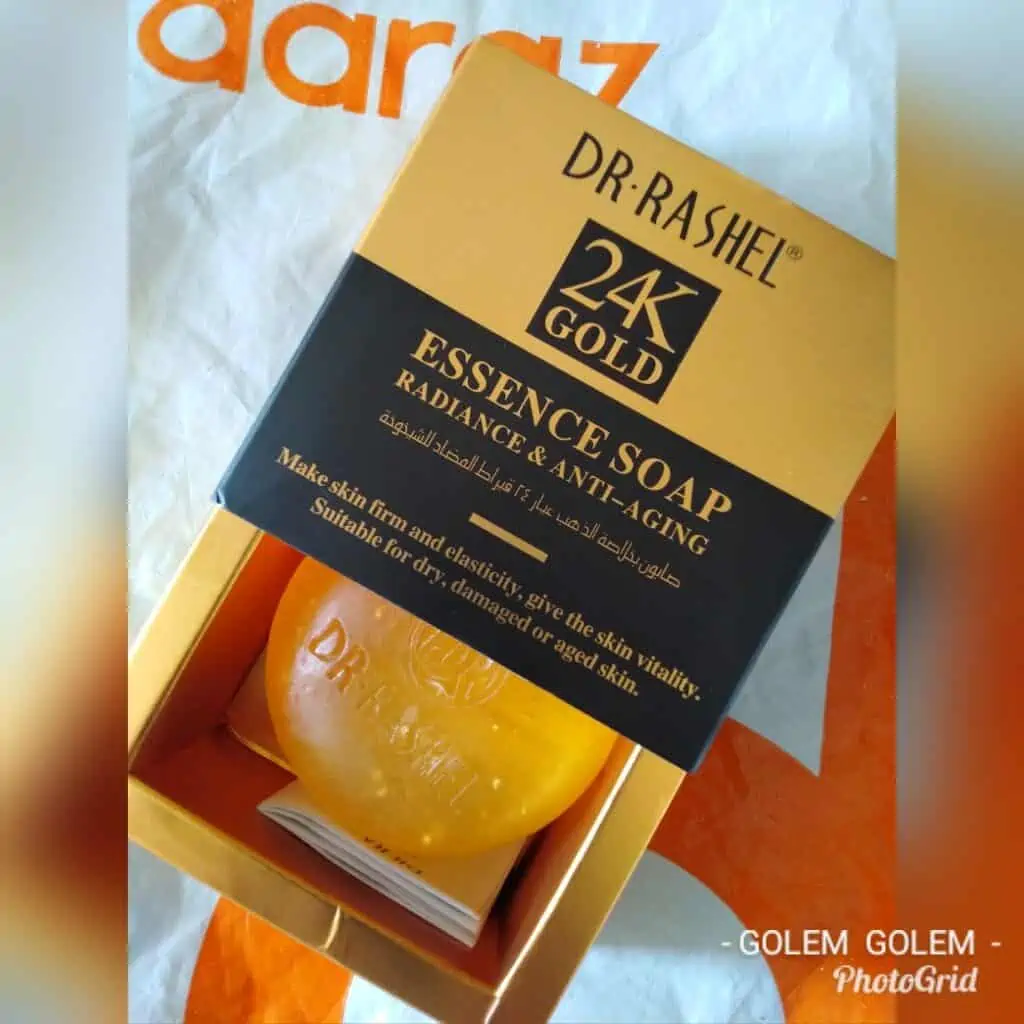 daraz
DR·RASHEL®
24K
GOLD
ESSENCE SOAP
RADIANCE & ANTI-AGING
صابون بخلاصة الذهب عيار ٢٤ قيراط المضاد للشيخوخة
Make skin firm and elasticity, give the skin vitality.
Suitable for dry, damaged or aged skin.
DR·RASHEL
- GOLEM GOLEM -
PhotoGrid